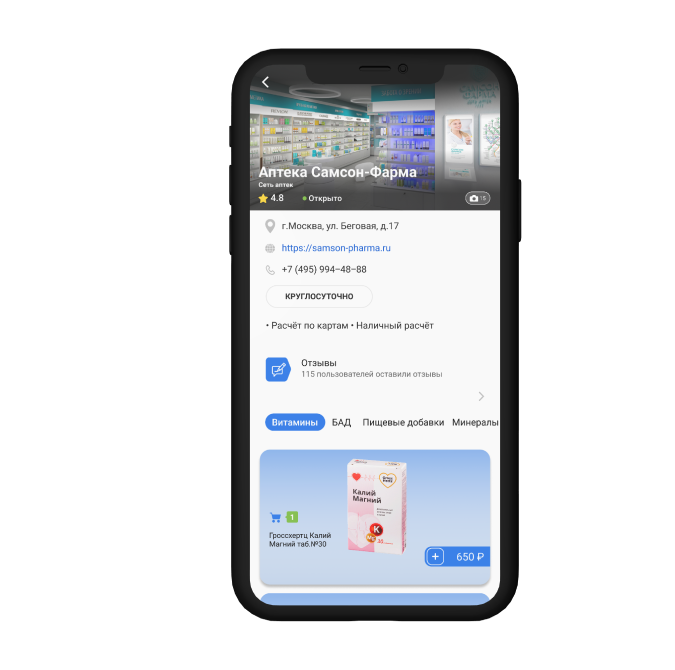 Аптека Самсон-Фарма
Сеть аптек
4.8
Открыто
15
г.Москва, ул. Беговая, д.17
https://samson-pharma.ru
+7 (495) 994–48–88
КРУГЛОСУТОЧНО
• Расчёт по картам • Наличный расчёт
Отзывы
115 пользователей оставили отзывы
Витамины БАД Пищевые добавки Минералы
Калий
Магний
K
1
Гроссхертц Калий
Магний таб.№30
+ 650 ₽